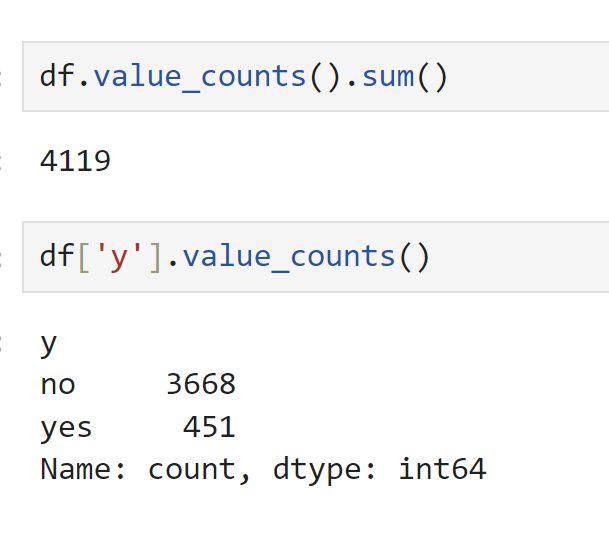 df.value_counts().sum()
4119
df['y'].value_counts()
y
no     3668
yes     451
Name: count, dtype: int64